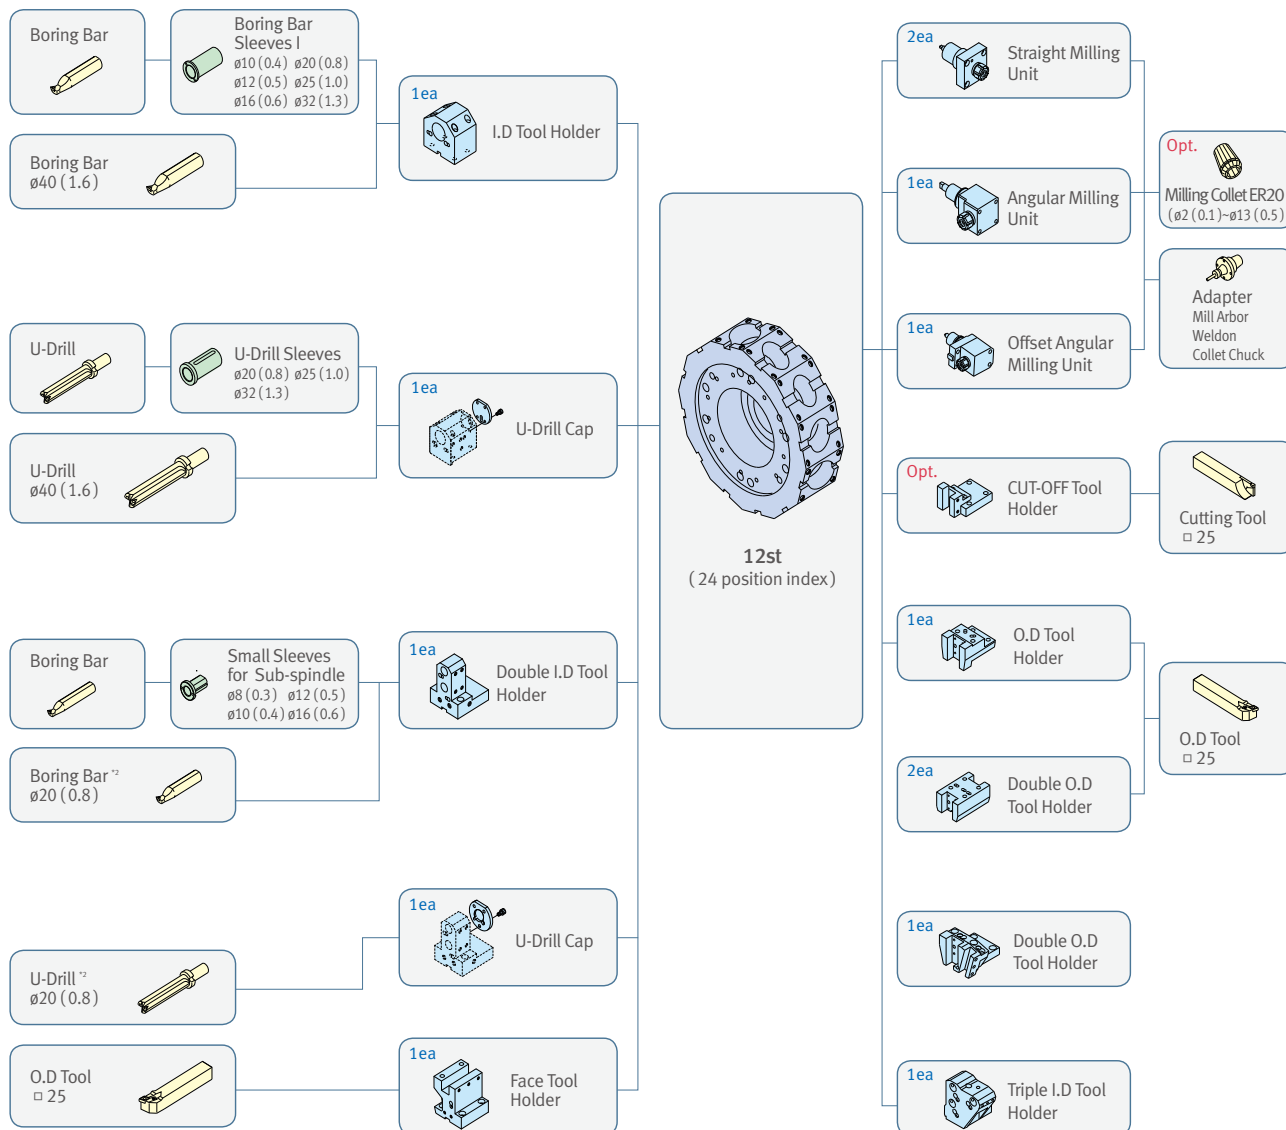 Boring Bar
Boring Bar
Sleeves I
ø10 (0.4) ø20 (0.8)
ø12 (0.5) ø25 (1.0)
ø16 (0.6) ø32 (1.3)
Boring Bar
ø40 (1.6)
1ea
I.D Tool Holder
U-Drill
U-Drill Sleeves
ø20 (0.8) ø25 (1.0)
ø32 (1.3)
U-Drill
ø40 (1.6)
1ea
U-Drill Cap
Boring Bar
Small Sleeves
for Sub-spindle
ø8 (0.3) ø12 (0.5)
ø10 (0.4) ø16 (0.6)
Boring Bar *2
ø20 (0.8)
1ea
Double I.D Tool
Holder
U-Drill *2
ø20 (0.8)
1ea
U-Drill Cap
O.D Tool
□ 25
1ea
Face Tool
Holder
12st
( 24 position index )
2ea
Straight Milling
Unit
1ea
Angular Milling
Unit
1ea
Offset Angular
Milling Unit
Opt.
Milling Collet ER20
(ø2 (0.1)~ø13 (0.5)
Adapter
Mill Arbor
Weldon
Collet Chuck
Opt.
CUT-OFF Tool
Holder
Cutting Tool
□ 25
1ea
O.D Tool
Holder
2ea
Double O.D
Tool Holder
O.D Tool
□ 25
1ea
Double O.D
Tool Holder
1ea
Triple I.D Tool
Holder